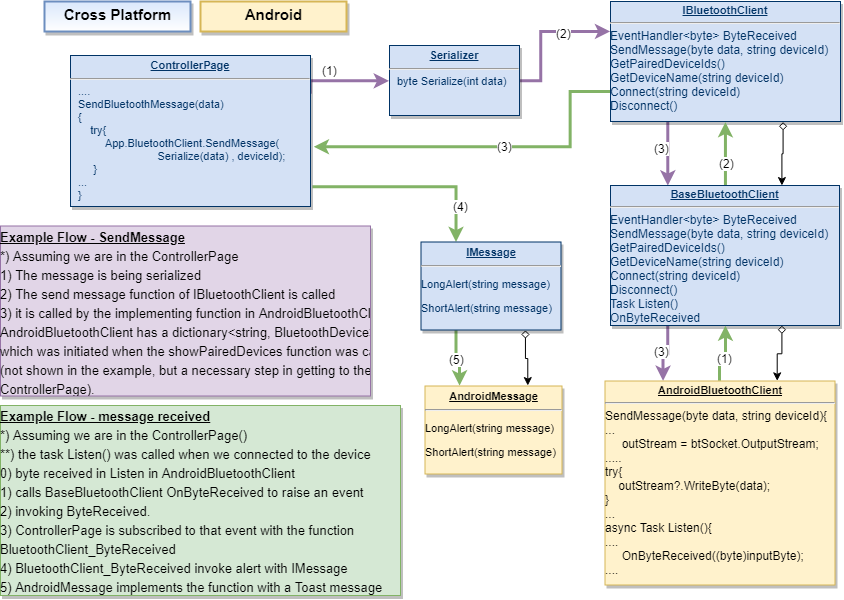 Cross Platform
Android
ControllerPage
....
SendBluetoothMessage(data)
{
try{
App.BluetoothClient.SendMessage(
Serialize(data) , deviceId);
}
...
}
(1)
Serializer
byte Serialize(int data)
(2)
IBluetoothClient
EventHandler<byte> ByteReceived
SendMessage(byte data, string deviceId)
GetPairedDeviceIds()
GetDeviceName(string deviceId)
Connect(string deviceId)
Disconnect()
(3)
(3)
(2)
BaseBluetoothClient
EventHandler<byte> ByteReceived
SendMessage(byte data, string deviceId)
GetPairedDeviceIds()
GetDeviceName(string deviceId)
Connect(string deviceId)
Disconnect()
Task Listen()
OnByteReceived
(4)
IMessage
LongAlert(string message)
ShortAlert(string message)
(5)
AndroidMessage
LongAlert(string message)
ShortAlert(string message)
(3)
(1)
AndroidBluetoothClient
SendMessage(byte data, string deviceId){
...
outStream = btSocket.OutputStream;
.....
try{
outStream?.WriteByte(data);
}
...
async Task Listen(){
....
OnByteReceived((byte)inputByte);
....
Example Flow - SendMessage
*) Assuming we are in the ControllerPage
1) The message is being serialized
2) The send message function of IBluetoothClient is called
3) it is called by the implementing function in AndroidBluetoothCl
AndroidBluetoothClient has a dictionary<string, BluetoothDevice
which was initiated when the showPairedDevices function was ca
(not shown in the example, but a necessary step in getting to the
ControllerPage).
Example Flow - message received
*) Assuming we are in the ControllerPage()
**) the task Listen() was called when we connected to the device
0) byte received in Listen in AndroidBluetoothClient
1) calls BaseBluetoothClient OnByteReceived to raise an event
2) invoking ByteReceived.
3) ControllerPage is subscribed to that event with the function
BluetoothClient_ByteReceived
4) BluetoothClient_ByteReceived invoke alert with IMessage
5) AndroidMessage implements the function with a Toast message